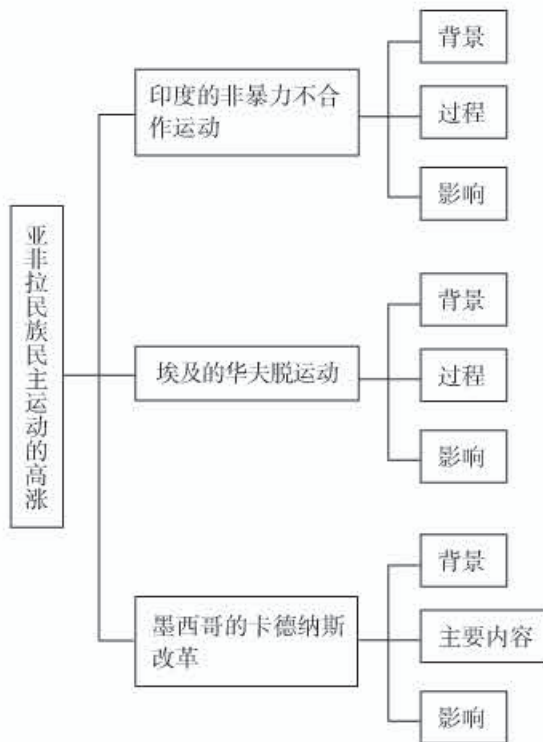 亚非拉民族民主运动的高涨
印度的非暴力不合
作运动
背景
过程
影响
埃及的华夫脱运动
背景
过程
影响
墨西哥的卡德纳斯
改革
背景
主要内容
影响